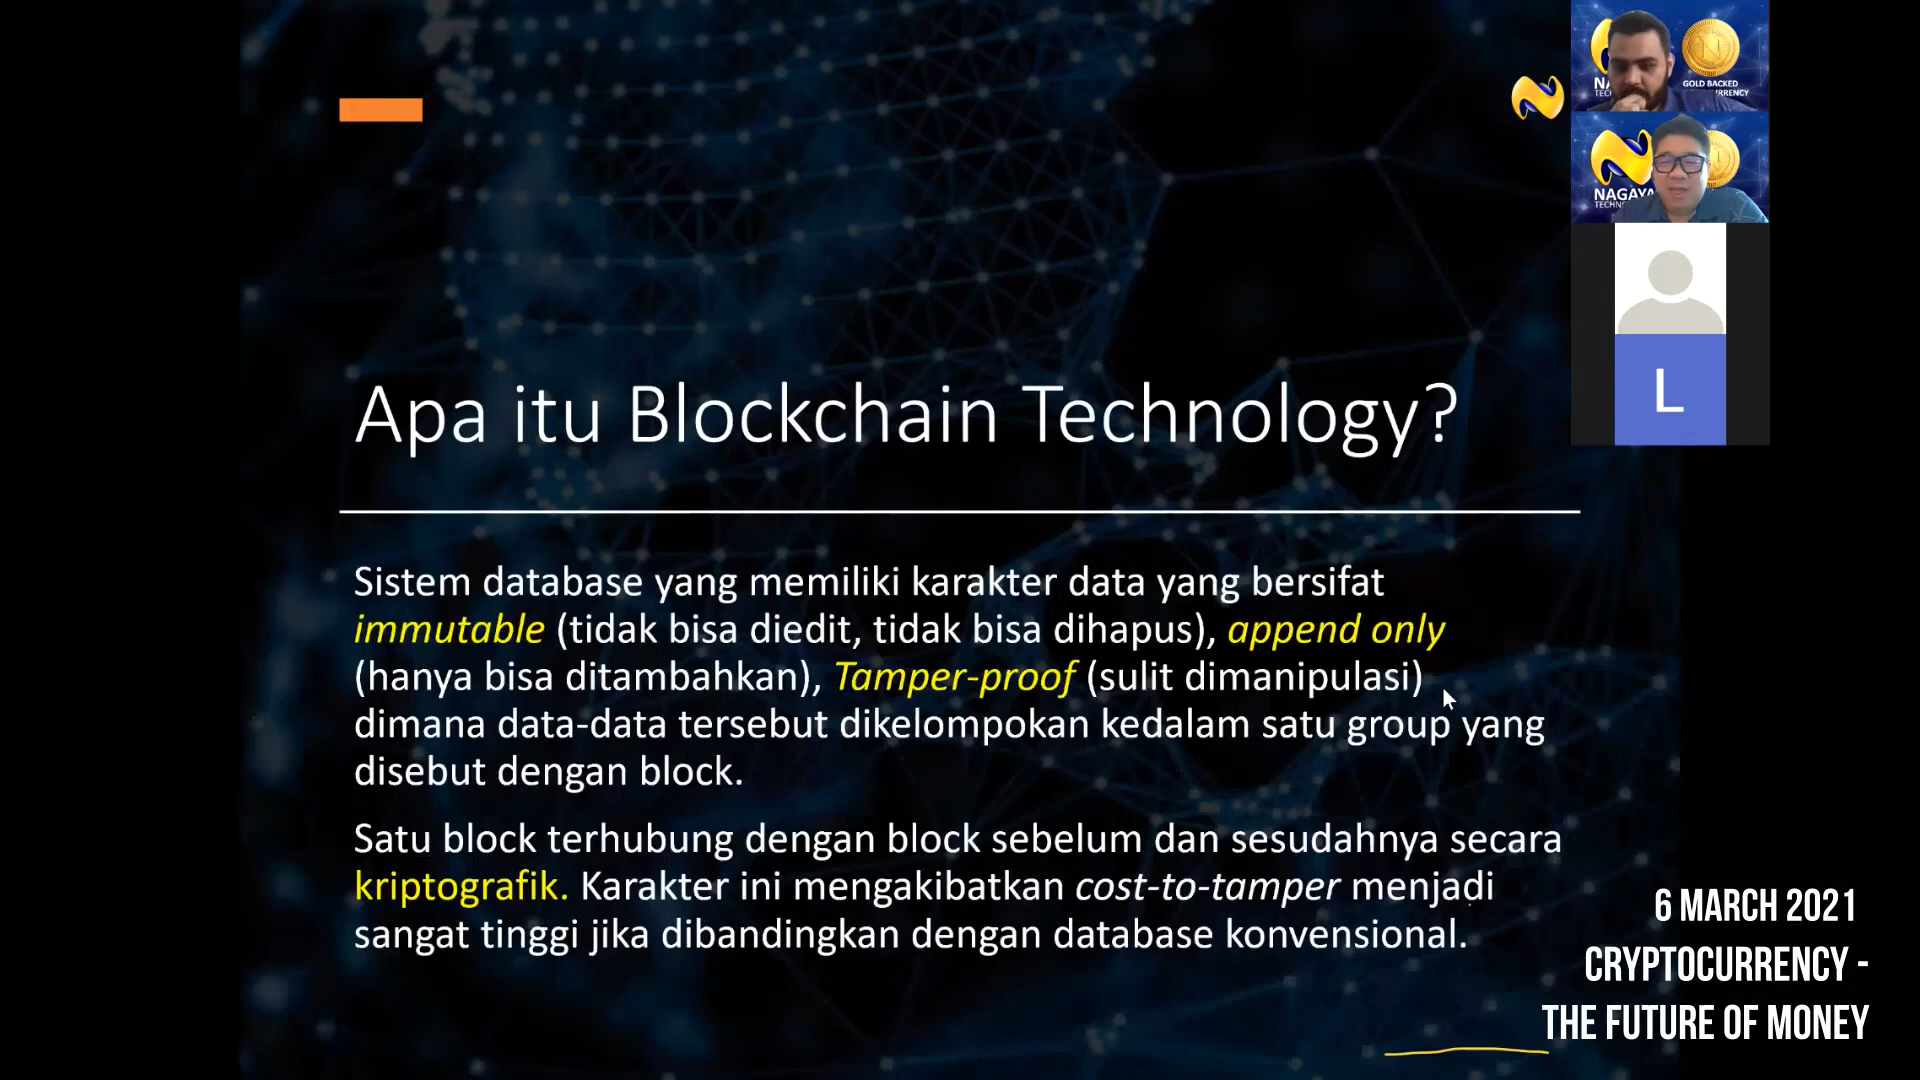 Apa itu Blockchain Technology?
Sistem database yang memiliki karakter data yang bersifat
immutable (tidak bisa diedit, tidak bisa dihapus), append only
(hanya bisa ditambahkan), Tamper-proof (sulit dimanipulasi)
dimana data-data tersebut dikelompokan kedalam satu group yang
disebut dengan block.
Satu block terhubung dengan block sebelum dan sesudahnya secara
kriptografik. Karakter ini mengakibatkan cost-to-tamper menjadi
sangat tinggi jika dibandingkan dengan database konvensional.
GOLD BACKED
NAGAYA
L
6 MARCH 2021
CRYPTOCURRENCY -
THE FUTURE OF MONEY